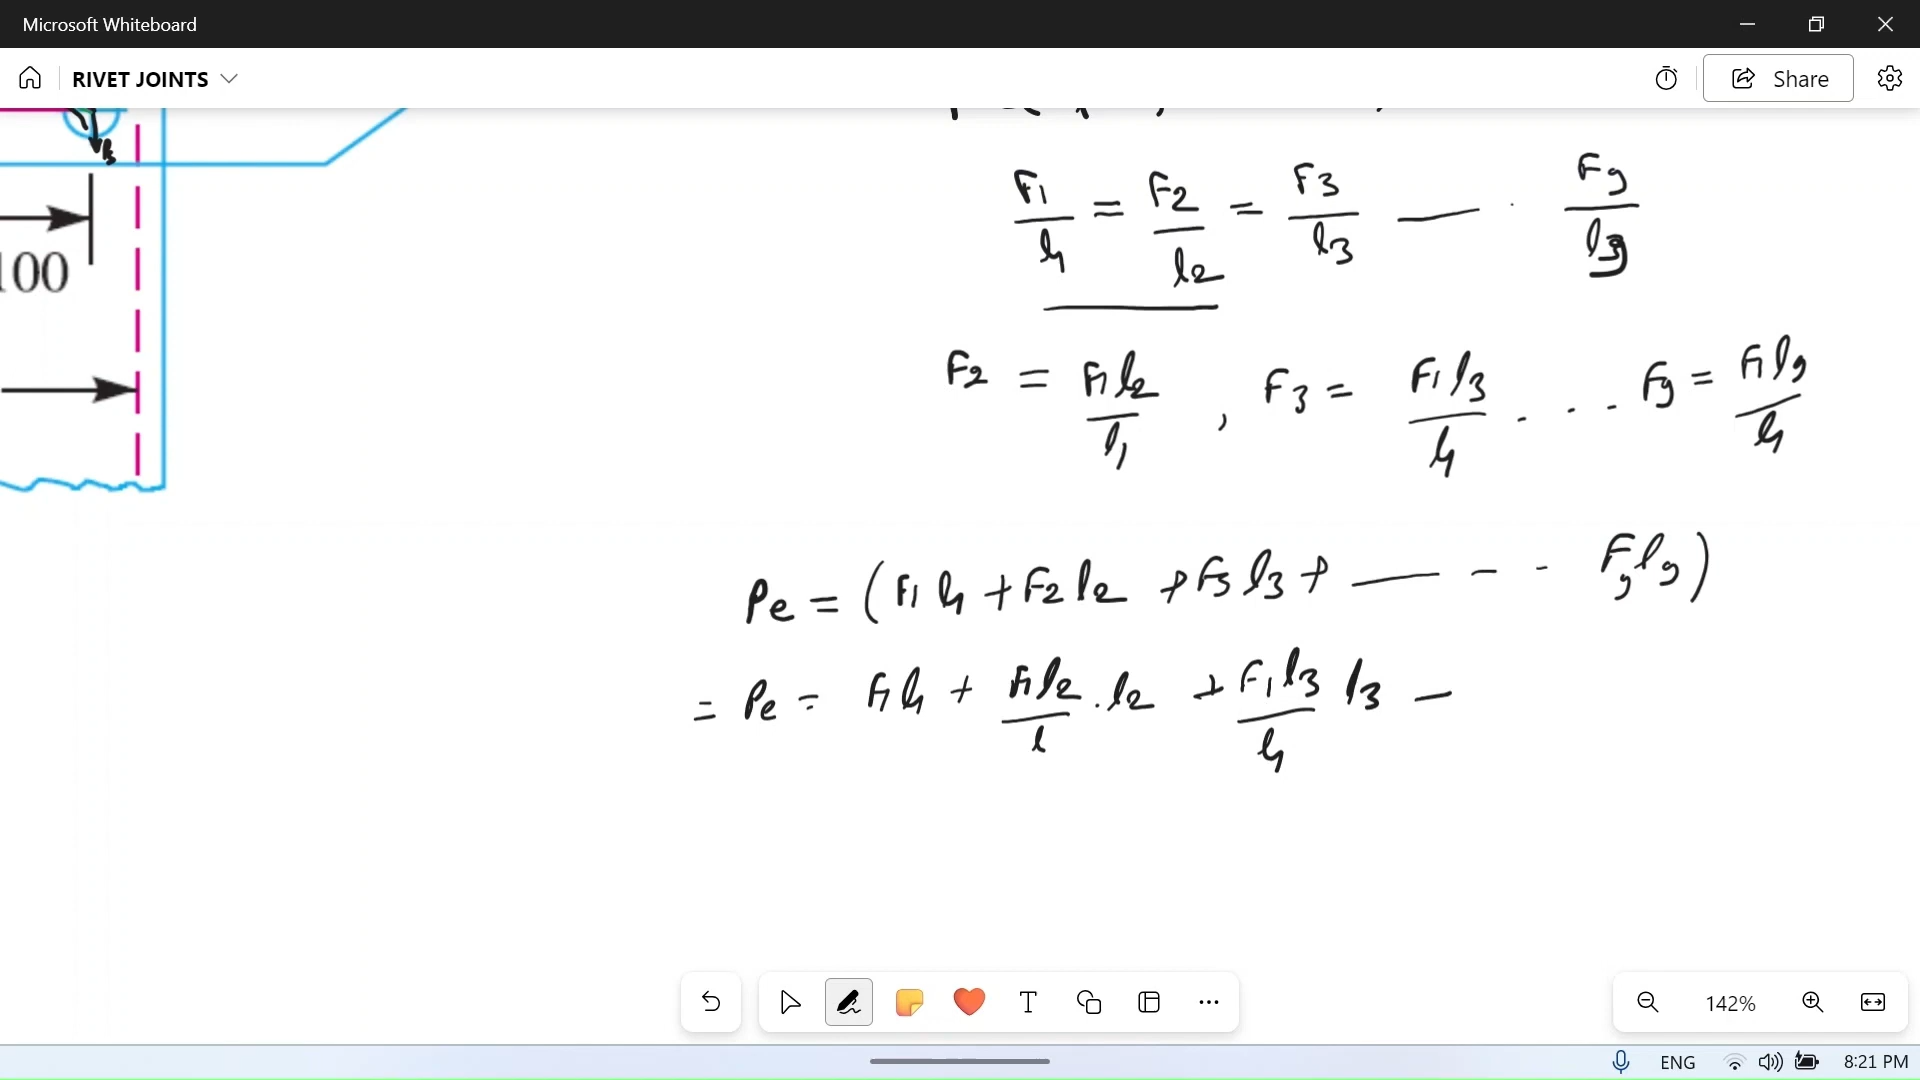 Microsoft Whiteboard
RIVET JOINTS
Share
100
F1/l1 = F2/l2 = F3/l3 — . F9/l9
F2 = F1l2/l1 , F3 = F1l3/l1 . . . . F9 = F1l9/l1
Pe = (F1l1 + F2l2 + F3l3 + — - - F9l9)
= Pe = F1l1 + F1l2/l . l2 + F1l3/l1 l3 —
142%
ENG
8:21 PM